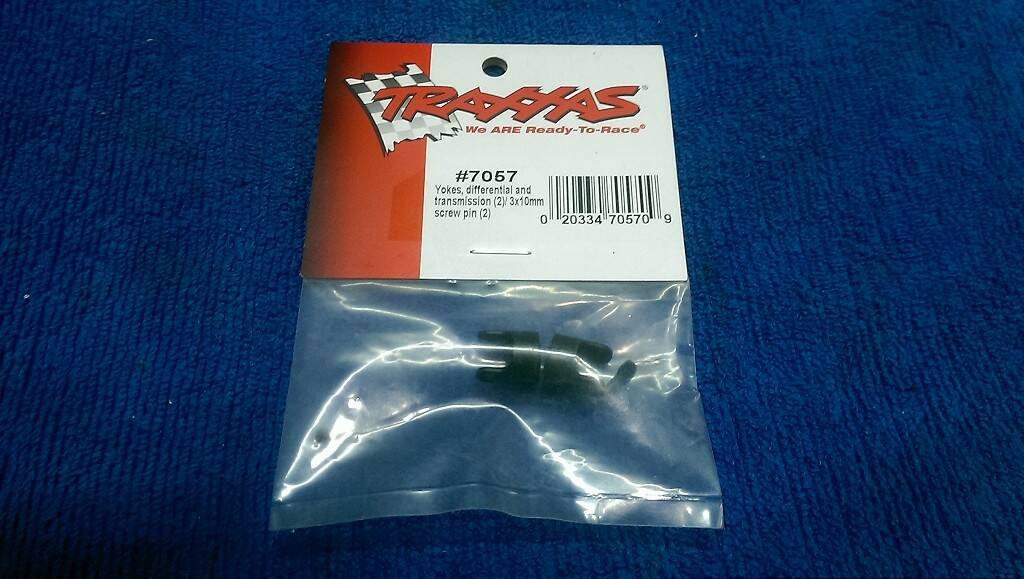 TRAXXAS®
We ARE Ready-To-Race®
#7057
Yokes, differential and
transmission (2)/ 3x10mm
screw pin (2)
0 20334 70570 9